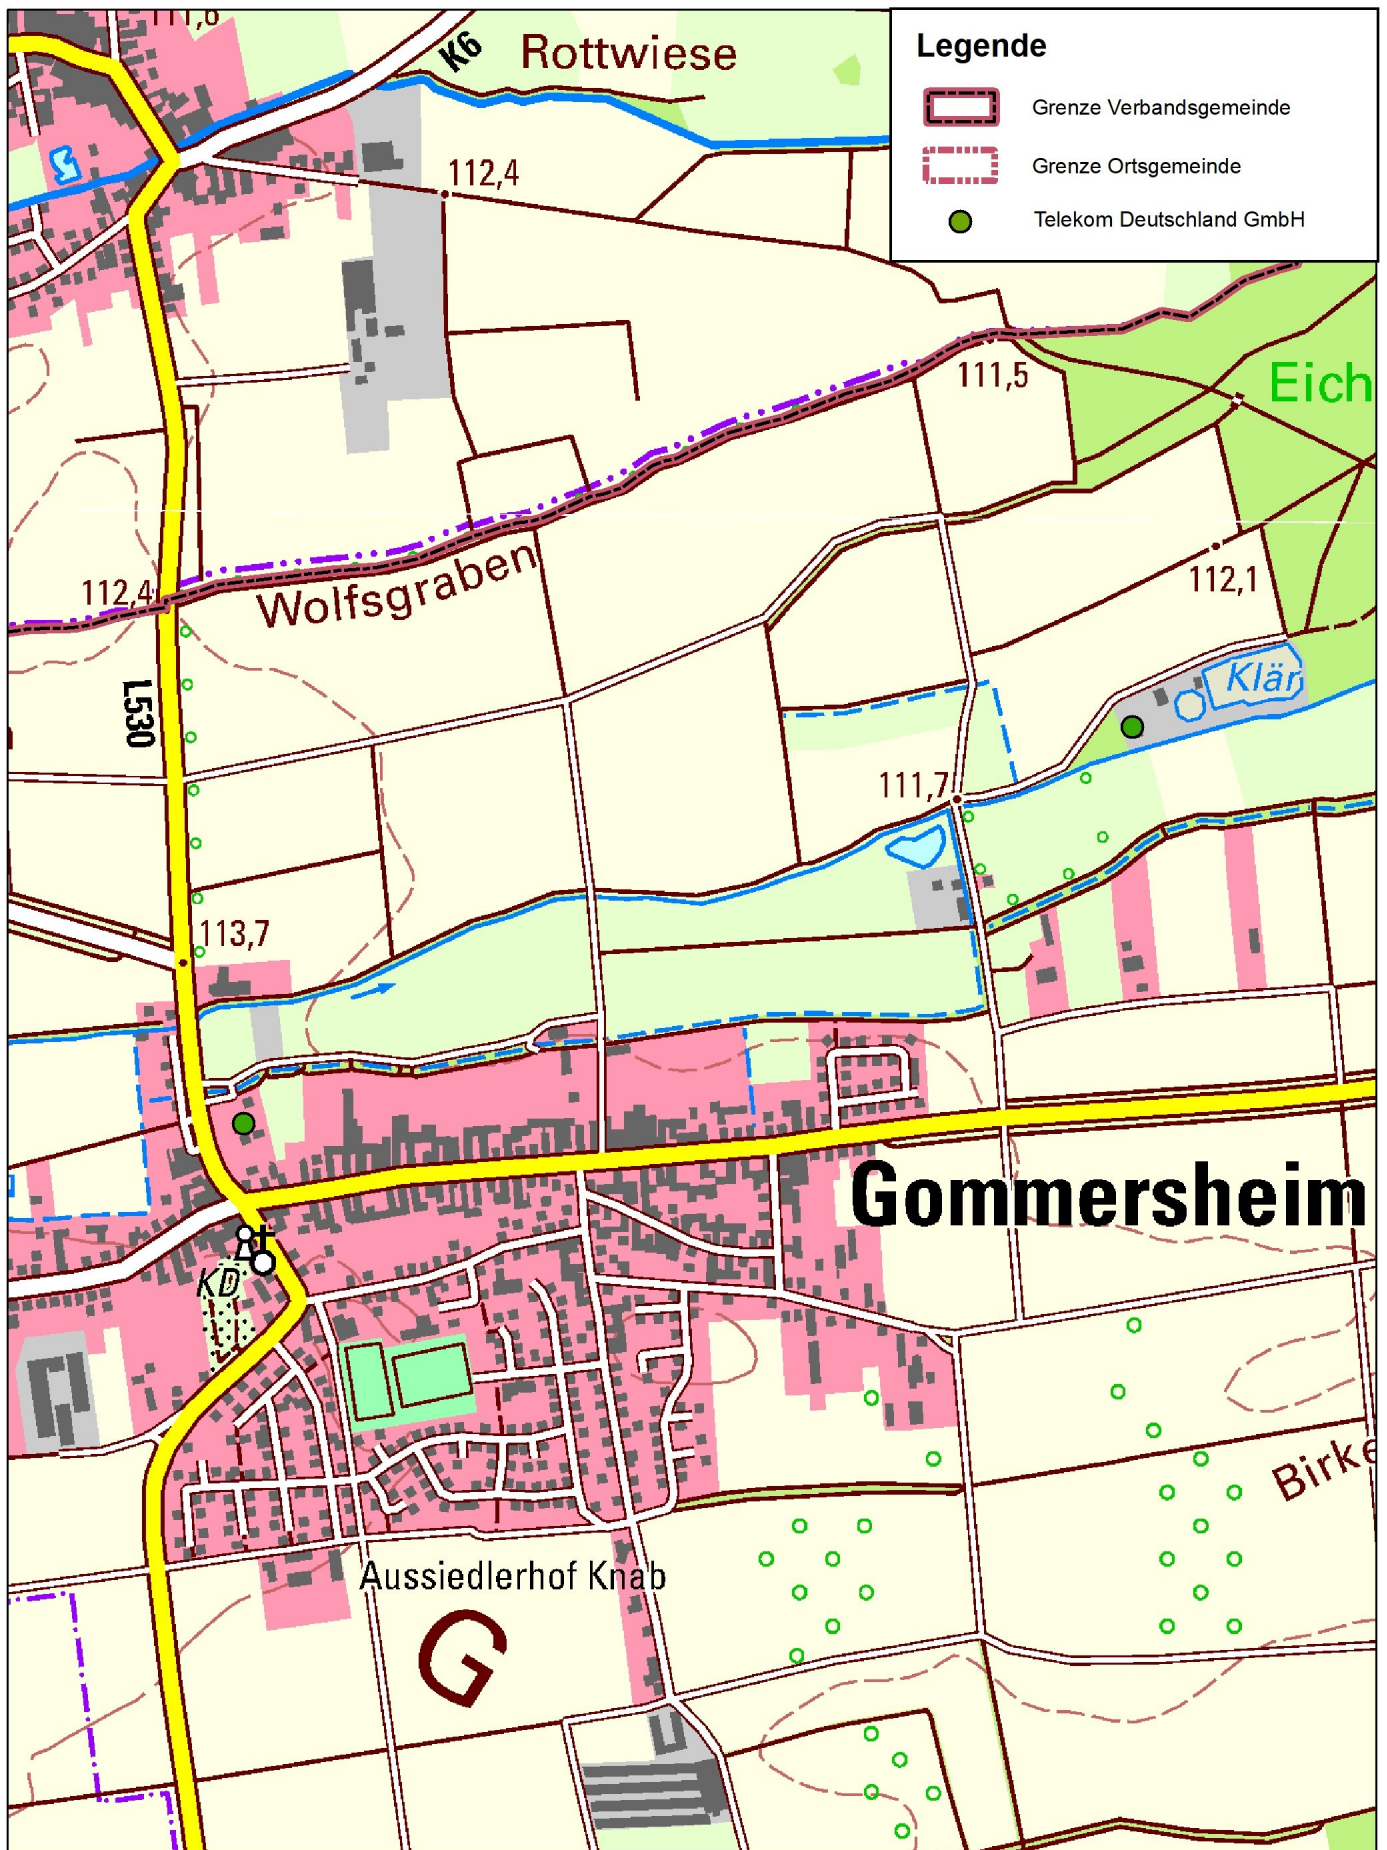 111,6
K6
Rottwiese
Legende
Grenze Verbandsgemeinde
Grenze Ortsgemeinde
Telekom Deutschland GmbH
112,4
111,5
Eich
112,4
Wolfsgraben
112,1
L530
Klär
111,7
113,7
Gommersheim
KD
Birke
Aussiedlerhof Knab
G